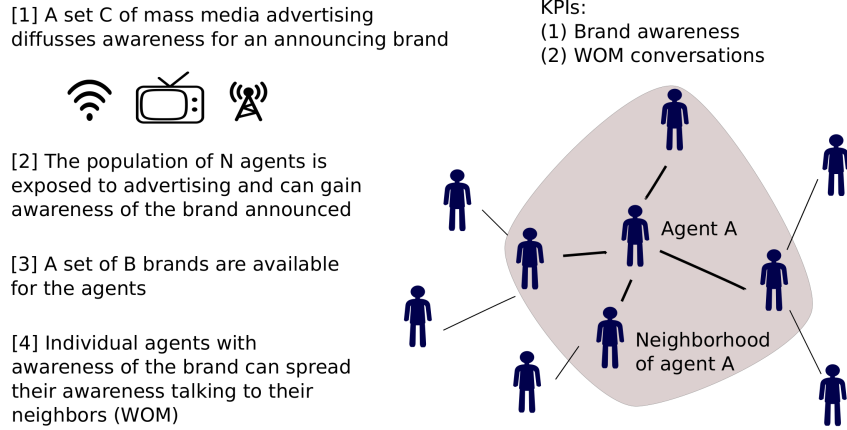 [1] A set C of mass media advertising
diffusses awareness for an announcing brand
KPIs:
(1) Brand awareness
(2) WOM conversations
[2] The population of N agents is
exposed to advertising and can gain
awareness of the brand announced
[3] A set of B brands are available
for the agents
[4] Individual agents with
awareness of the brand can spread
their awareness talking to their
neighbors (WOM)
Agent A
Neighborhood
of agent A